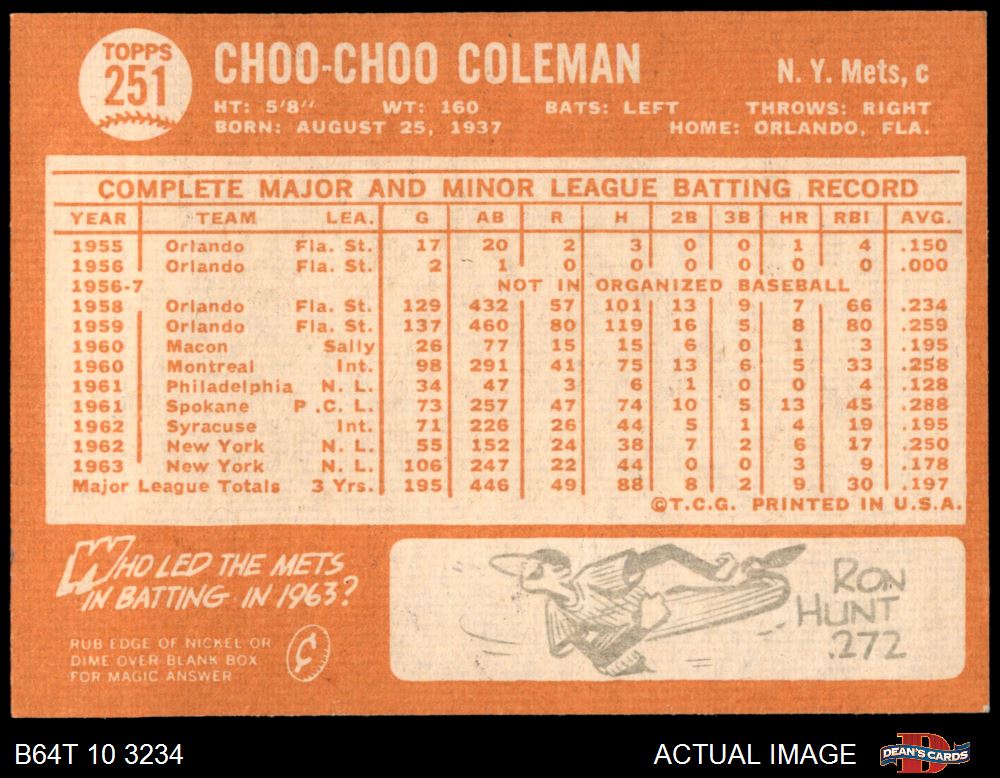 TOPPS
251
CHOO-CHOO COLEMAN
N. Y. Mets, c
HT: 5'8" WT: 160 BATS: LEFT THROWS: RIGHT
BORN: AUGUST 25, 1937 HOME: ORLANDO, FLA.
COMPLETE MAJOR AND MINOR LEAGUE BATTING RECORD
YEAR TEAM LEA. G AB R H 2B 3B HR RBI AVG.
1955 Orlando Fla. St. 17 20 2 3 0 0 1 4 .150
1956 Orlando Fla. St. 2 1 0 0 0 0 0 0 .000
1956-7 NOT IN ORGANIZED BASEBALL
1958 Orlando Fla. St. 129 432 57 101 13 9 7 66 .234
1959 Orlando Fla. St. 137 460 80 119 16 5 8 80 .259
1960 Macon Sally 26 77 15 15 6 0 1 3 .195
1960 Montreal Int. 98 291 41 75 13 6 5 33 .258
1961 Philadelphia N. L. 34 47 3 6 1 0 0 4 .128
1961 Spokane P .C. L. 73 257 47 74 10 5 13 45 .288
1962 Syracuse Int. 71 226 26 44 5 1 4 19 .195
1962 New York N. L. 55 152 24 38 7 2 6 17 .250
1963 New York N. L. 106 247 22 44 0 0 3 9 .178
Major League Totals 3 Yrs. 195 446 49 88 8 2 9 30 .197
©T.C.G. PRINTED IN U.S.A.
WHO LED THE METS
IN BATTING IN 1963?
RUB EDGE OF NICKEL OR
DIME OVER BLANK BOX
FOR MAGIC ANSWER
¢
RON
HUNT
.272
B64T 10 3234
ACTUAL IMAGE
D
DEAN'S CARDS